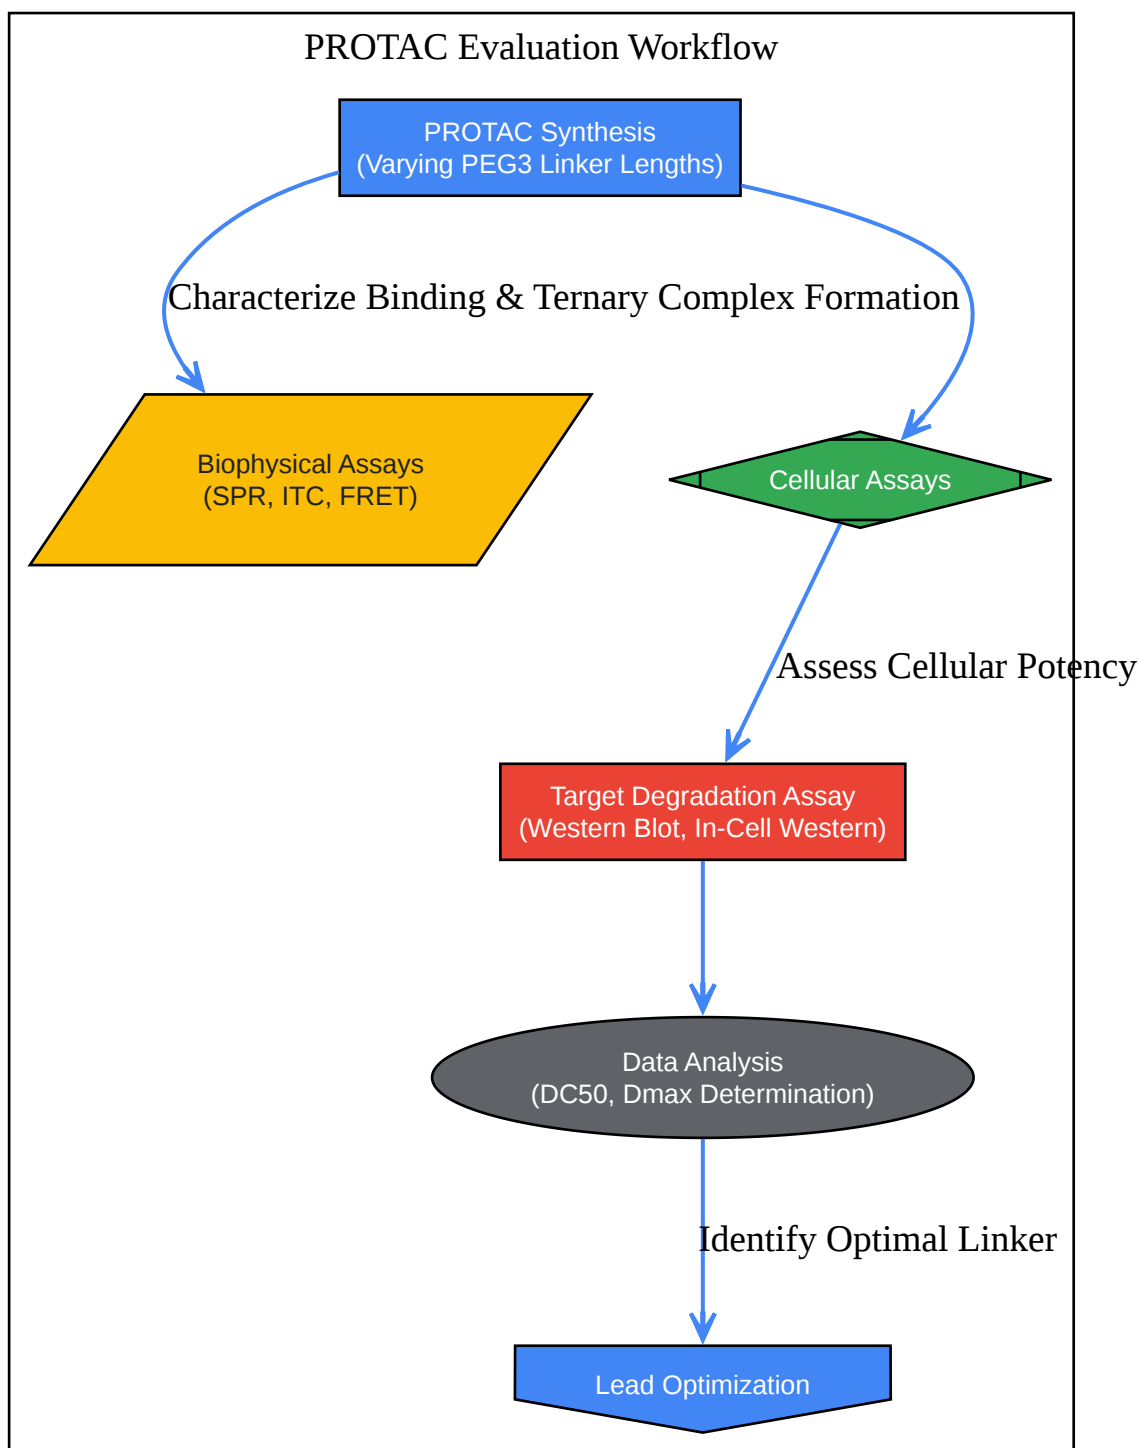 PROTAC Evaluation Workflow
PROTAC Synthesis
(Varying PEG3 Linker Lengths)
Characterize Binding & Ternary Complex Formation
Biophysical Assays
(SPR, ITC, FRET)
Cellular Assays
Assess Cellular Potency
Target Degradation Assay
(Western Blot, In-Cell Western)
Data Analysis
(DC50, Dmax Determination)
Identify Optimal Linker
Lead Optimization